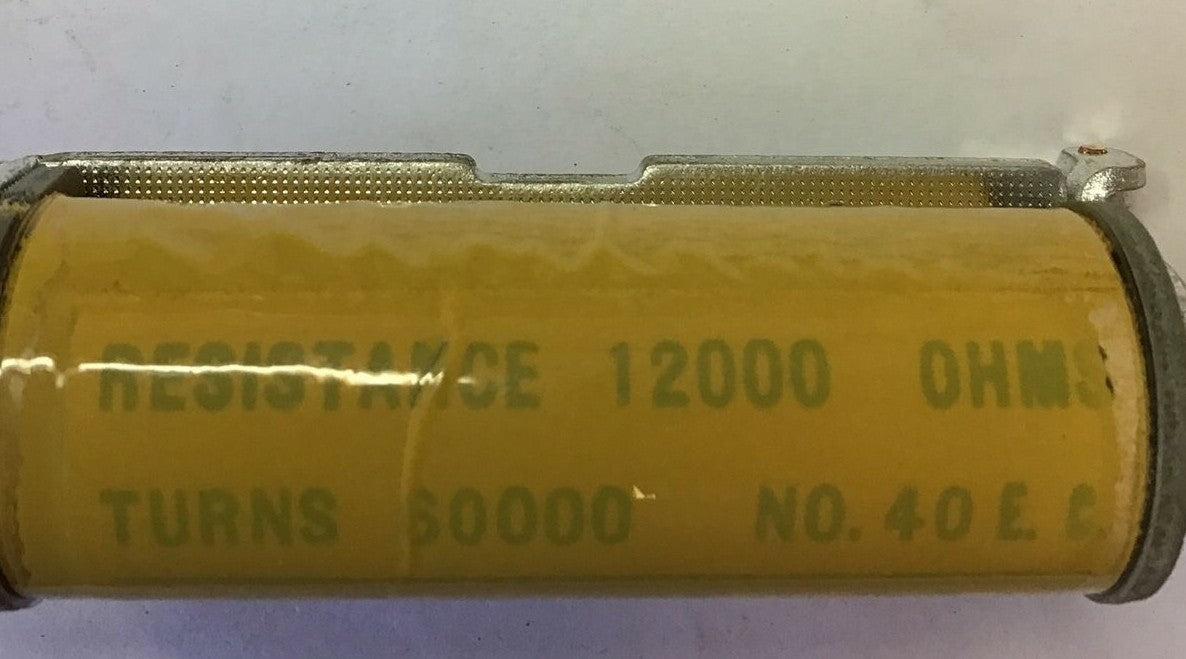 RESISTANCE 12000 OHMS
TURNS 60000 NO. 40 E. C.